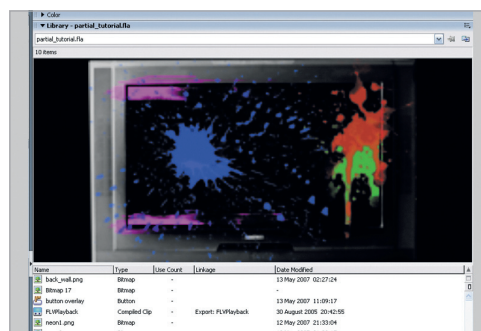 Color
Library - partial_tutorial.fla
partial_tutorial.fla
10 items
Name Type Use Count Linkage Date Modified
back_wall.png Bitmap - 13 May 2007 02:27:24
Bitmap 17 Bitmap - -
button overlay Button - 13 May 2007 11:09:17
FLVPlayback Compiled Clip - Export: FLVPlayback 30 August 2005 20:42:55
neon1.png Bitmap - 12 May 2007 21:33:04